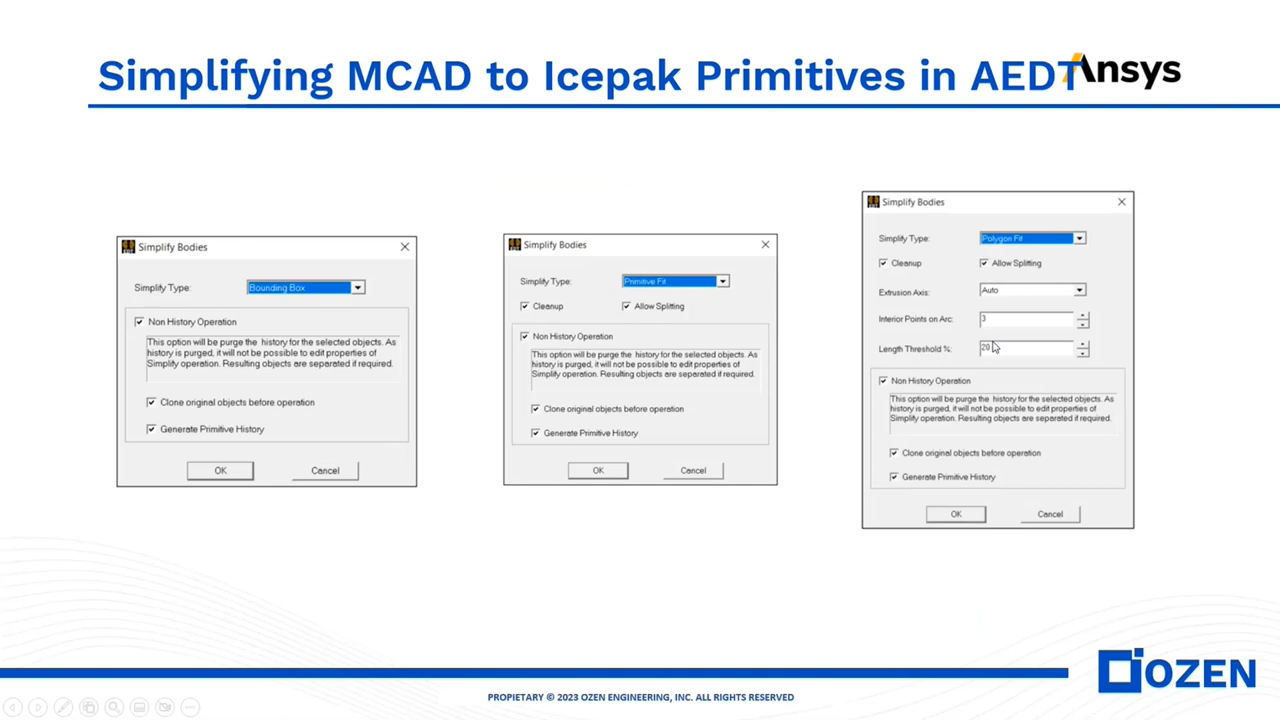 Simplifying MCAD to Icepak Primitives in AEDT
Ansys
Simplify Bodies
Simplify Type:
Bounding Box
Non History Operation
This option will be purge the history for the selected objects. As
history is purged, it will not be possible to edit properties of
Simplify operation. Resulting objects are separated if required.
Clone original objects before operation
Generate Primitive History
OK
Cancel
Simplify Bodies
Simplify Type:
Primitive Fit
Cleanup
Allow Splitting
Non History Operation
This option will be purge the history for the selected objects. As
history is purged, it will not be possible to edit properties of
Simplify operation. Resulting objects are separated if required.
Clone original objects before operation
Generate Primitive History
OK
Cancel
Simplify Bodies
Simplify Type:
Polygon Fit
Cleanup
Allow Splitting
Extrusion Axis:
Auto
Interior Points on Arc:
3
Length Threshold %:
20
Non History Operation
This option will be purge the history for the selected objects. As
history is purged, it will not be possible to edit properties of
Simplify operation. Resulting objects are separated if required.
Clone original objects before operation
Generate Primitive History
OK
Cancel
PROPIETARY © 2023 OZEN ENGINEERING, INC. ALL RIGHTS RESERVED
OZEN